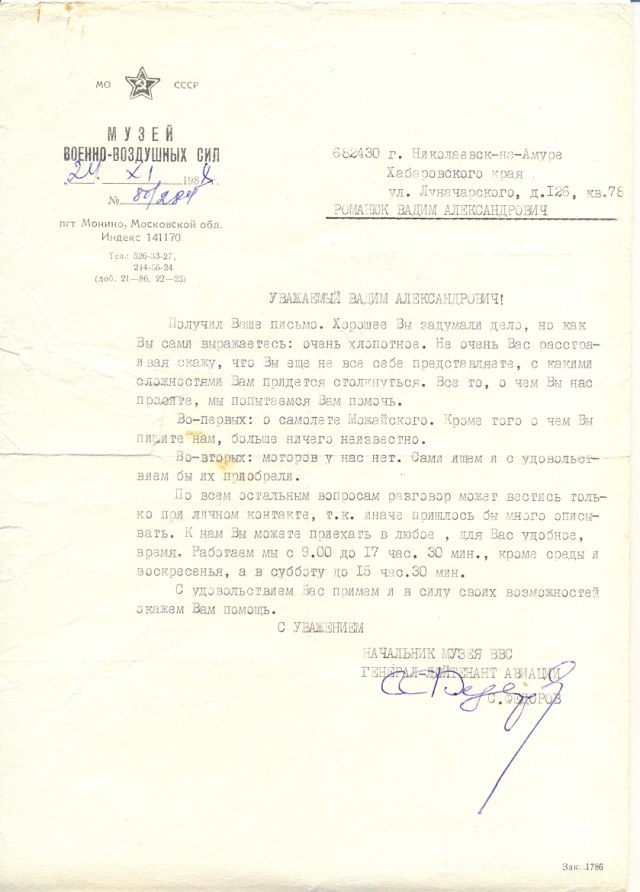 МО СССР
МУЗЕЙ
ВОЕННО-ВОЗДУШНЫХ СИЛ
24 XI 1988 г.
№ 80/284
пгт Монино, Московской обл.
Индекс 141170
Тел.: 526-33-27,
244-56-24
(доб. 21—86, 22—25)
682430 г. Николаевск-на-Амуре
Хабаровского края
ул. Луначарского, д.126, кв.78
РОМАНЮК ВАДИМ АЛЕКСАНДРОВИЧ
УВАЖАЕМЫЙ ВАДИМ АЛЕКСАНДРОВИЧ!
Получил Ваше письмо. Хорошее Вы задумали дело, но как
Вы сами выражаетесь: очень хлопотное. Не очень Вас расстра-
ивая скажу, что Вы еще не все себе представляете, с какими
сложностями Вам придется столкнуться. Все то, о чем Вы нас
просите, мы попытаемся Вам помочь.
Во-первых: о самолете Можайского. Кроме того о чем Вы
пишите нам, больше ничего неизвестно.
Во-вторых: моторов у нас нет. Сами ищем и с удовольст-
вием бы их приобрели.
По всем остальным вопросам разговор может вестись толь-
ко при личном контакте, т.к. иначе пришлось бы много описы-
вать. К нам Вы можете приехать в любое , для Вас удобное,
время. Работаем мы с 9.00 до 17 час. 30 мин., кроме среды и
воскресенья, а в субботу до 15 час.30 мин.
С удовольствием Вас примем и в силу своих возможностей
окажем Вам помощь.
С УВАЖЕНИЕМ
НАЧАЛЬНИК МУЗЕЯ ВВС
ГЕНЕРАЛ-ЛЕЙТЕНАНТ АВИАЦИИ
С.ФЕДОРОВ
Зак. 1786